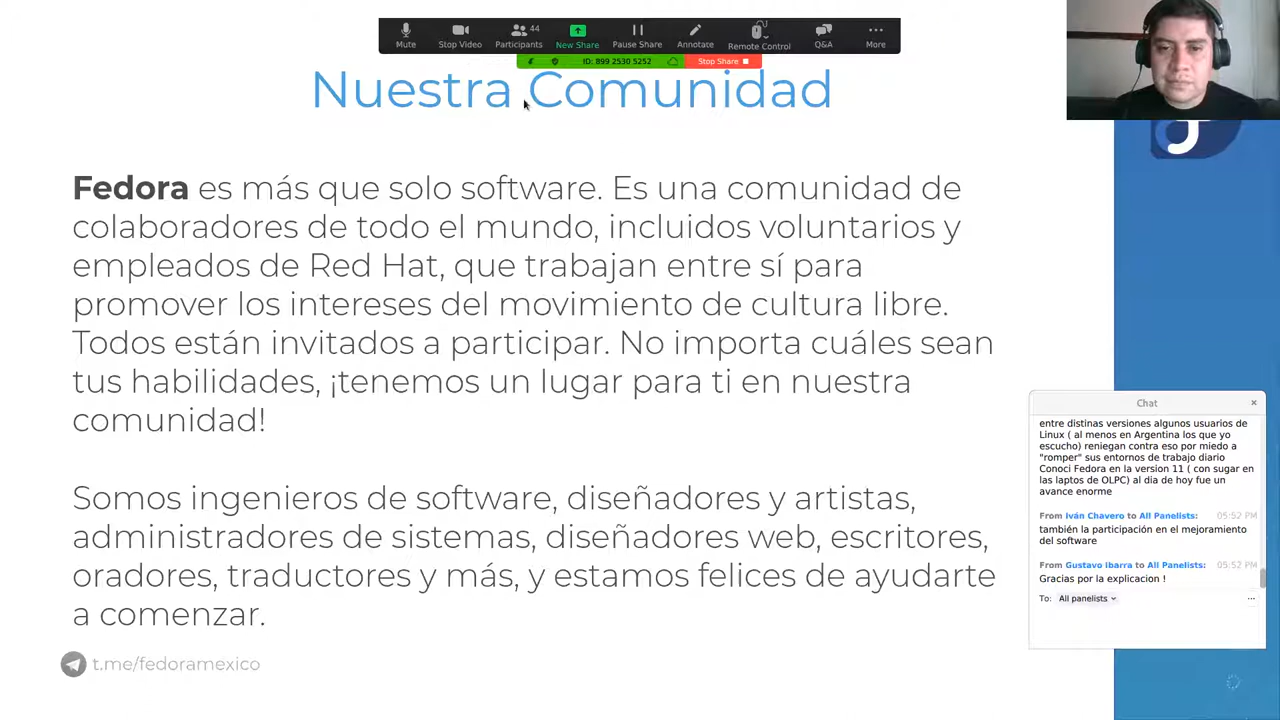 Mute
Stop Video
Participants
44
New Share
Pause Share
Annotate
Remote Control
Q&A
More
ID: 899 2530 5252
Stop Share
Nuestra Comunidad
Fedora es más que solo software. Es una comunidad de
colaboradores de todo el mundo, incluidos voluntarios y
empleados de Red Hat, que trabajan entre sí para
promover los intereses del movimiento de cultura libre.
Todos están invitados a participar. No importa cuáles sean
tus habilidades, ¡tenemos un lugar para ti en nuestra
comunidad!
Somos ingenieros de software, diseñadores y artistas,
administradores de sistemas, diseñadores web, escritores,
oradores, traductores y más, y estamos felices de ayudarte
a comenzar.
t.me/fedoramexico
Chat
entre distinas versiones algunos usuarios de
Linux ( al menos en Argentina los que yo
escucho) reniegan contra eso por miedo a
"romper" sus entornos de trabajo diario
Conoci Fedora en la version 11 ( con sugar en
las laptos de OLPC) al dia de hoy fue un
avance enorme
From Iván Chavero to All Panelists: 05:52 PM
también la participación en el mejoramiento
del software
From Gustavo Ibarra to All Panelists: 05:52 PM
Gracias por la explicacion !
To: All panelists